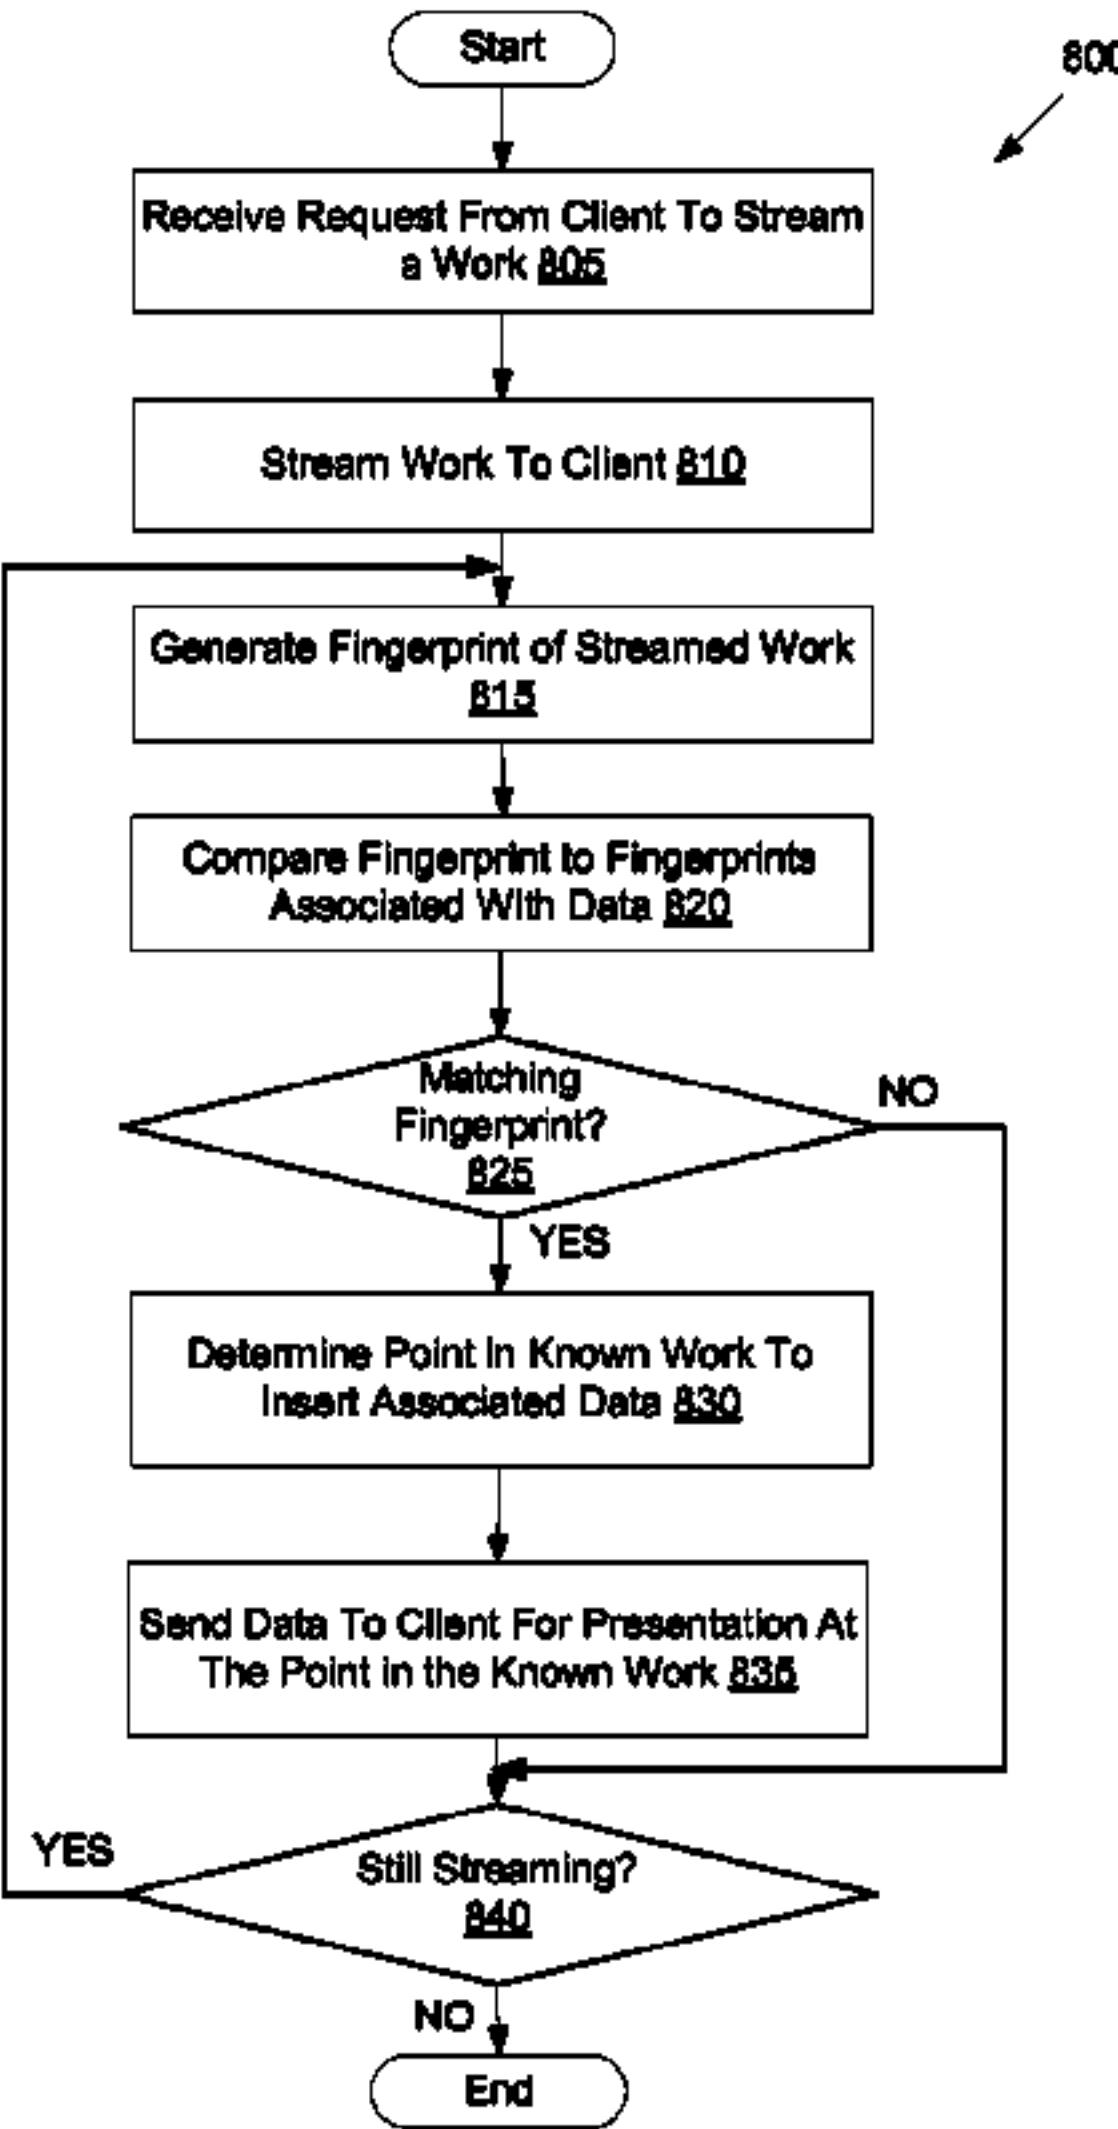 Start
800
Receive Request From Client To Stream
a Work 805
Stream Work To Client 810
Generate Fingerprint of Streamed Work
815
Compare Fingerprint to Fingerprints
Associated With Data 820
Matching
Fingerprint?
825
NO
YES
Determine Point In Known Work To
Insert Associated Data 830
Send Data To Client For Presentation At
The Point in the Known Work 835
YES
Still Streaming?
840
NO
End